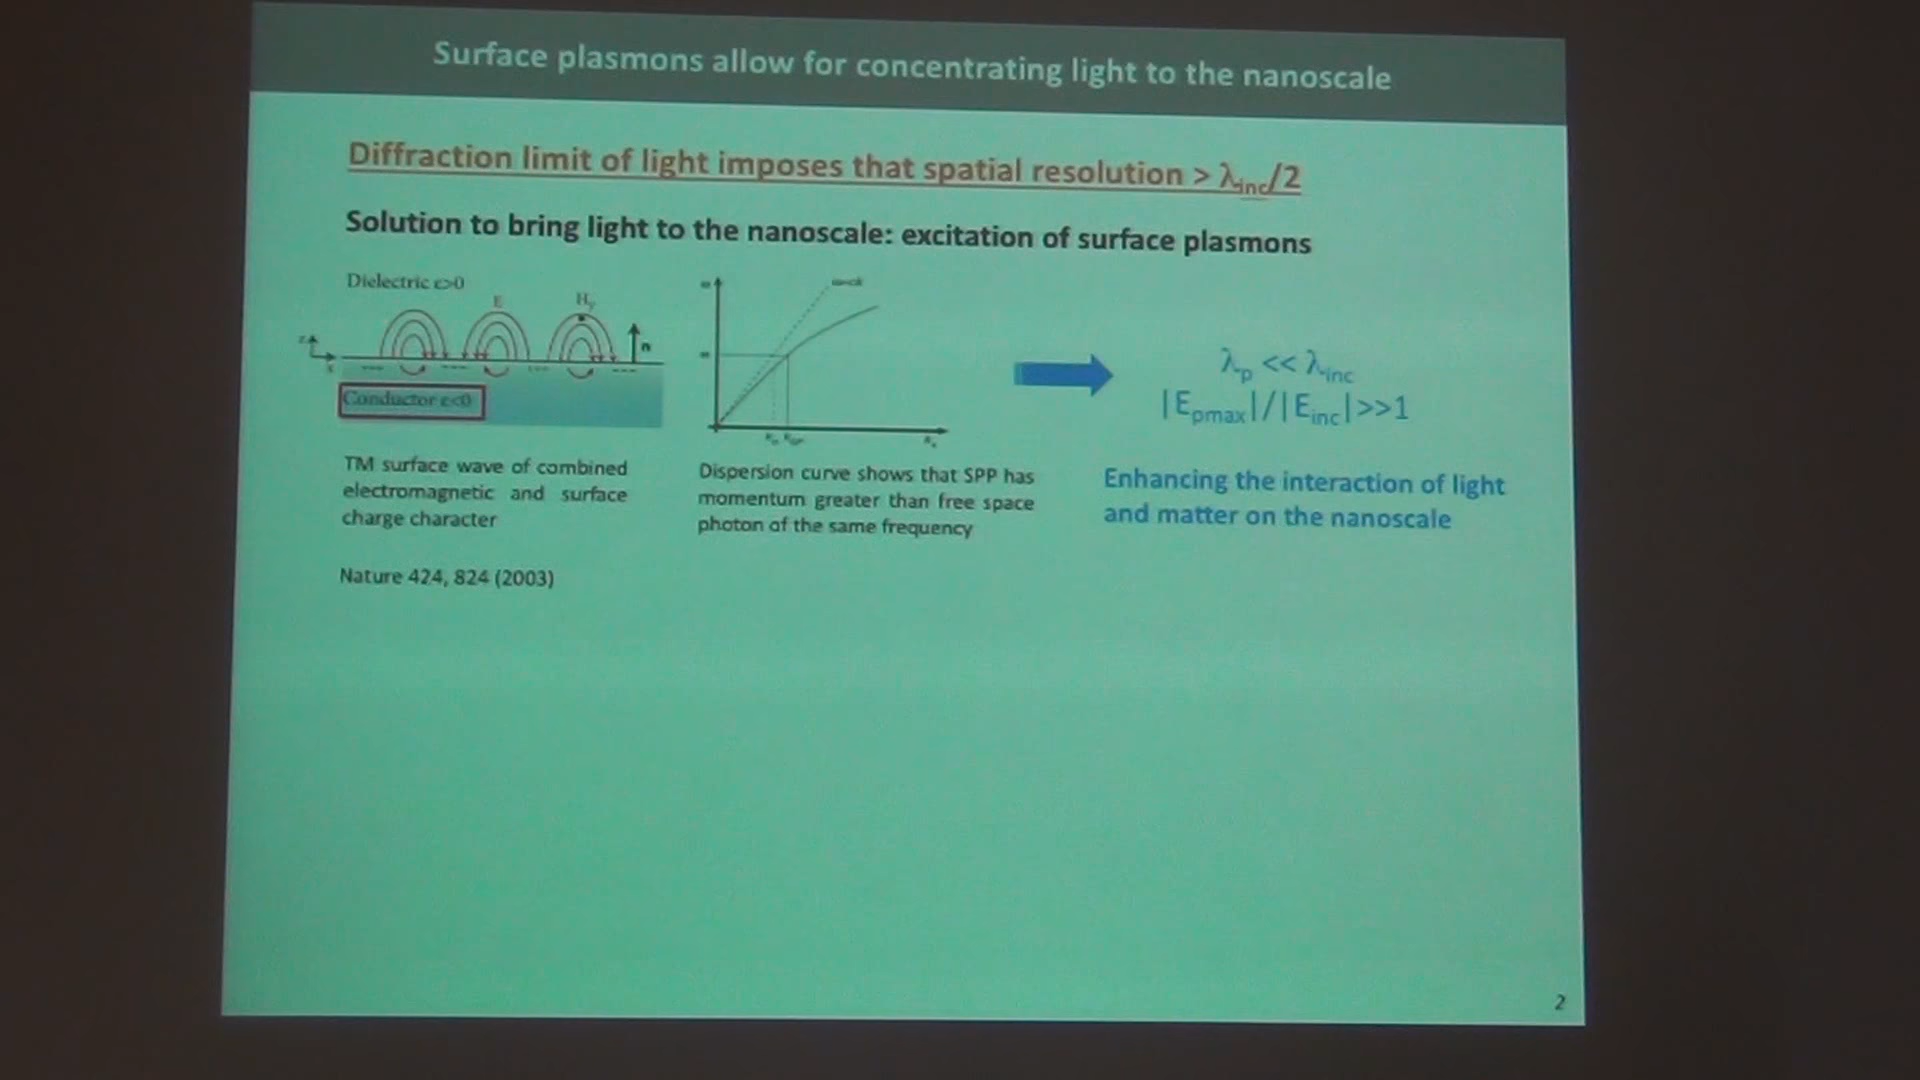 Surface plasmons allow for concentrating light to the nanoscale
Diffraction limit of light imposes that spatial resolution > λinc/2
Solution to bring light to the nanoscale: excitation of surface plasmons
Dielectric ε>0
E
Hy
n
Conductor ε<0
λp << λinc
|Epmax|/|Einc|>>1
TM surface wave of combined
electromagnetic and surface
charge character
Dispersion curve shows that SPP has
momentum greater than free space
photon of the same frequency
Enhancing the interaction of light
and matter on the nanoscale
Nature 424, 824 (2003)
2